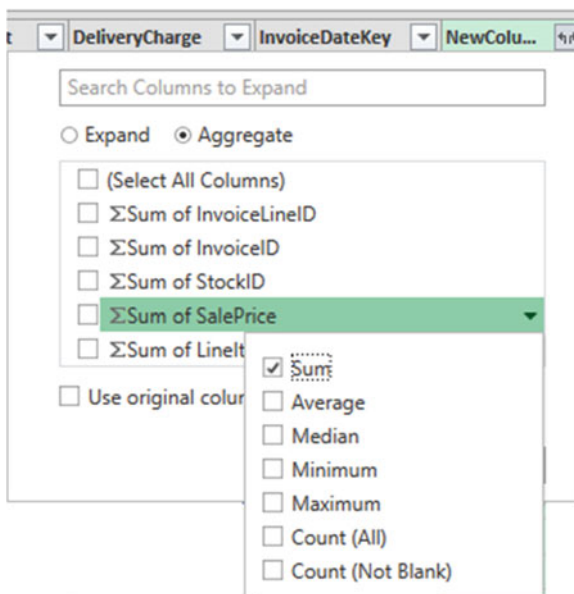 t DeliveryCharge InvoiceDateKey NewColu...
Search Columns to Expand
Expand Aggregate
(Select All Columns)
ΣSum of InvoiceLineID
ΣSum of InvoiceID
ΣSum of StockID
ΣSum of SalePrice
ΣSum of LineIt
Sum
Use original colur
Average
Median
Minimum
Maximum
Count (All)
Count (Not Blank)